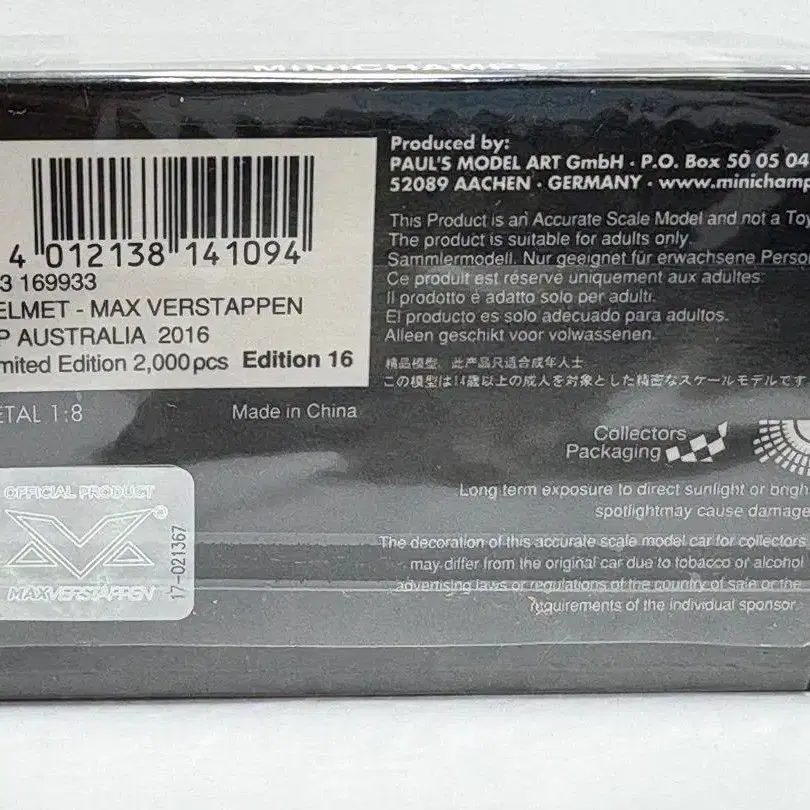 MINICHAMPS
4 012138 141094
3 169933
ELMET - MAX VERSTAPPEN
P AUSTRALIA 2016
mited Edition 2,000pcs Edition 16
ETAL 1:8
Made in China
OFFICIAL PRODUCT
MAXVERSTAPPEN
17-021367
Produced by:
PAUL'S MODEL ART GmbH · P.O. Box 50 05 04
52089 AACHEN · GERMANY · www.minichamp
This Product is an Accurate Scale Model and not a Toy
The product is suitable for adults only.
Sammlermodell. Nur geeignet für erwachsene Perso
Ce produit est réservé uniquement aux adultes.
Il prodotto è adatto solo per adulti.
El producto es solo adecuado para adultos.
Alleen geschikt voor volwassenen.
精品模型，此产品只适合成年人士
この模型は14歳以上の成人を対象とした精密なスケールモデルです
Collectors
Packaging
Long term exposure to direct sunlight or brigh
spotlightmay cause damage
The decoration of this accurate scale model car for collectors
may differ from the original car due to tobacco or alcohol
advertising laws or regulations of the country of sale or the
requirements of the individual sponsor.